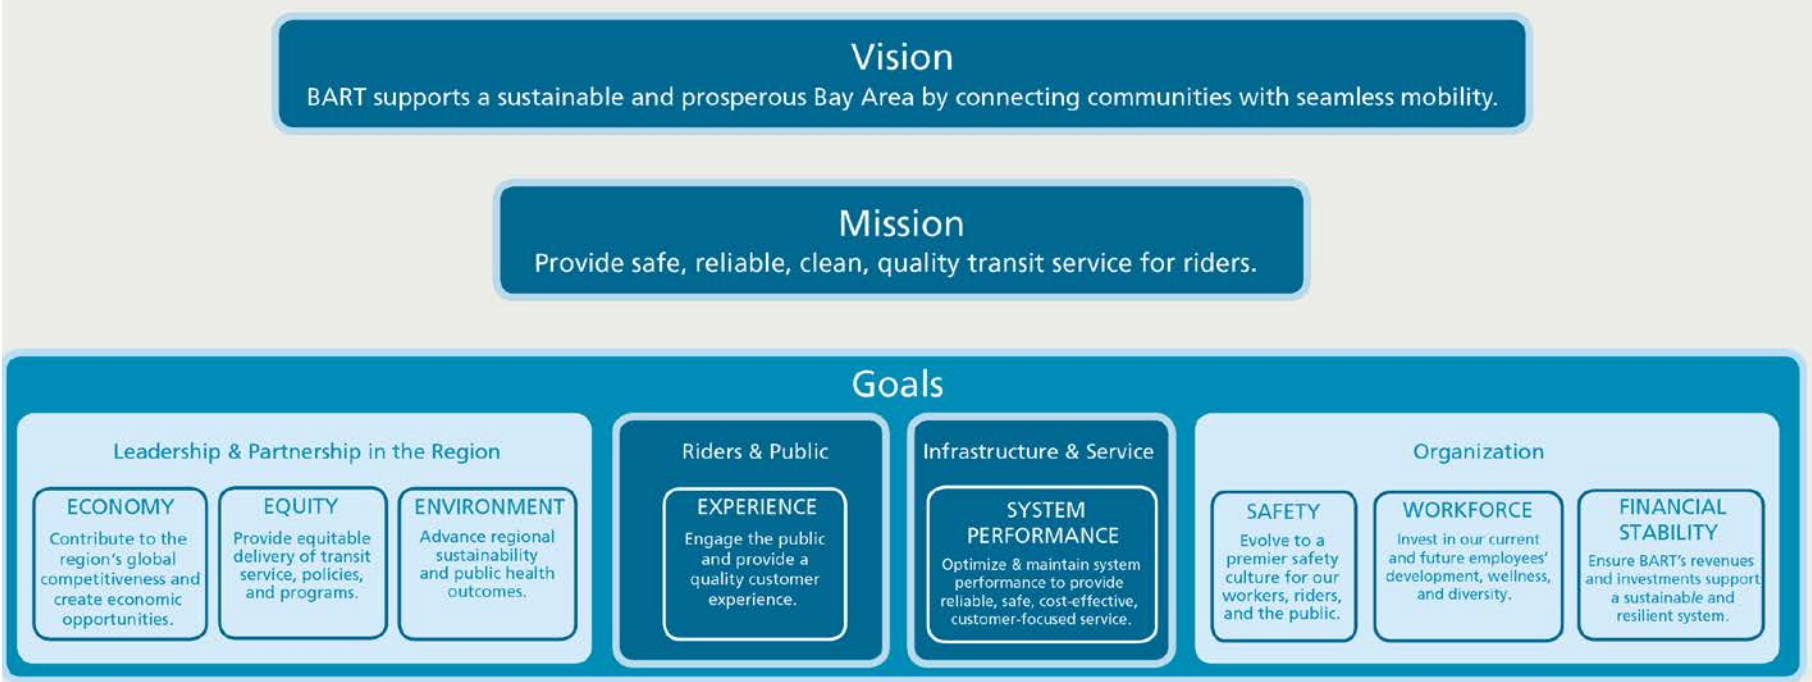 Vision
BART supports a sustainable and prosperous Bay Area by connecting communities with seamless mobility.
Mission
Provide safe, reliable, clean, quality transit service for riders.
Goals
Leadership & Partnership in the Region
ECONOMY
Contribute to the
region's global
competitiveness and
create economic
opportunities.
EQUITY
Provide equitable
delivery of transit
service, policies,
and programs.
ENVIRONMENT
Advance regional
sustainability
and public health
outcomes.
Riders & Public
EXPERIENCE
Engage the public
and provide a
quality customer
experience.
Infrastructure & Service
SYSTEM
PERFORMANCE
Optimize & maintain system
performance to provide
reliable, safe, cost-effective,
customer-focused service.
Organization
SAFETY
Evolve to a
premier safety
culture for our
workers, riders,
and the public.
WORKFORCE
Invest in our current
and future employees'
development, wellness,
and diversity.
FINANCIAL
STABILITY
Ensure BART's revenues
and investments support
a sustainable and
resilient system.